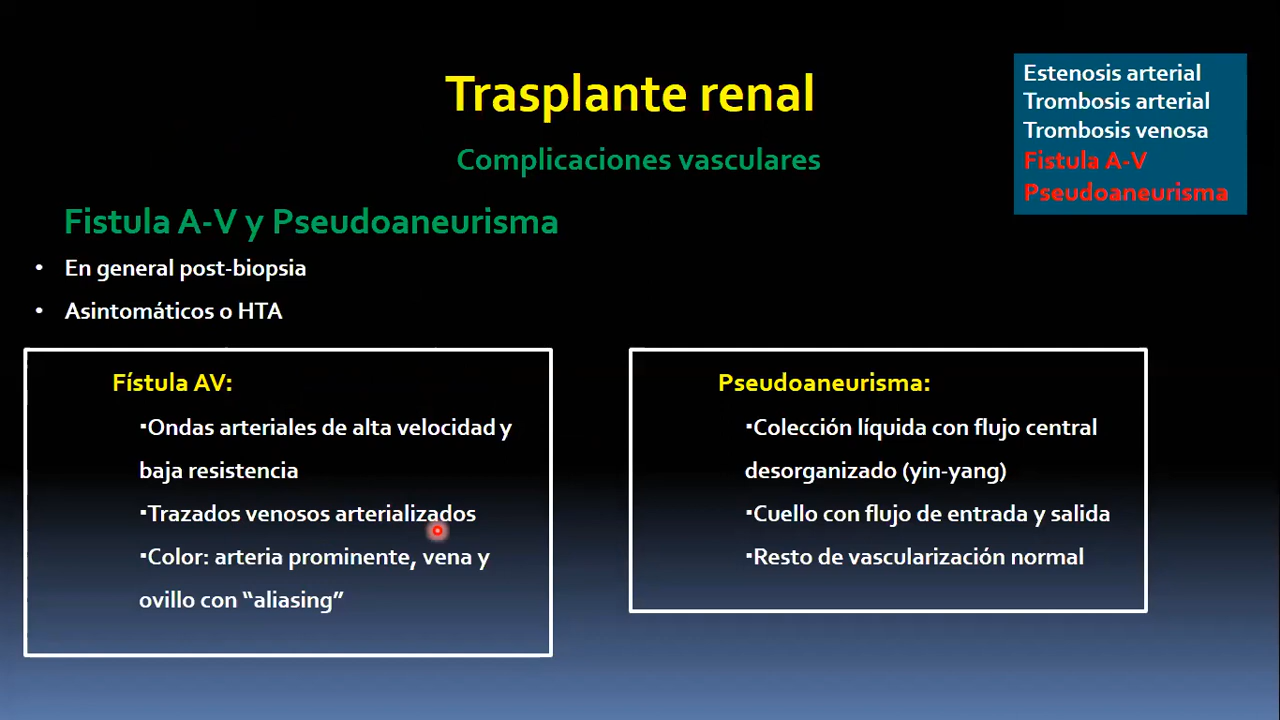 Trasplante renal
Complicaciones vasculares
Estenosis arterial
Trombosis arterial
Trombosis venosa
Fistula A-V
Pseudoaneurisma
Fistula A-V y Pseudoaneurisma
• En general post-biopsia
• Asintomáticos o HTA
Fístula AV:
▪Ondas arteriales de alta velocidad y
baja resistencia
▪Trazados venosos arterializados
▪Color: arteria prominente, vena y
ovillo con “aliasing”
Pseudoaneurisma:
▪Colección líquida con flujo central
desorganizado (yin-yang)
▪Cuello con flujo de entrada y salida
▪Resto de vascularización normal